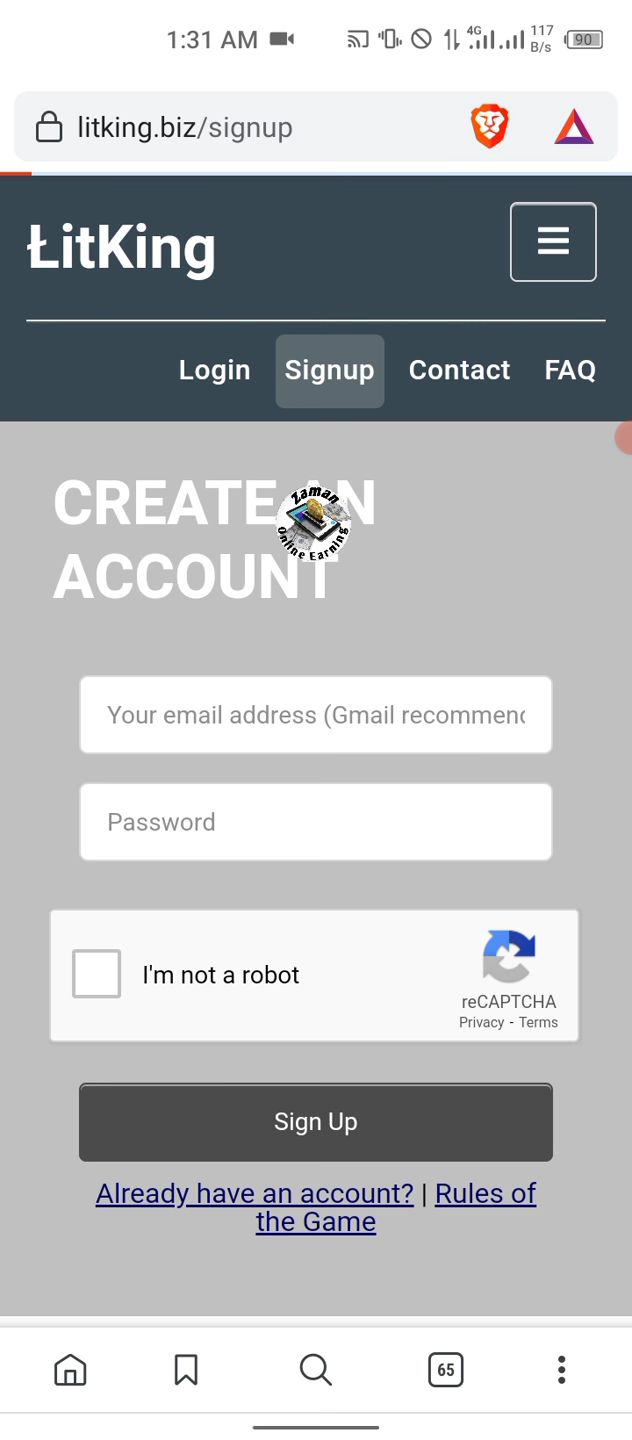 1:31 AM 4G 117 B/s 90
litking.biz/signup
ŁitKing
Login Signup Contact FAQ
CREATE AN
ACCOUNT
Zaman
Online Earning
Your email address (Gmail recommend
Password
I'm not a robot
reCAPTCHA
Privacy - Terms
Sign Up
Already have an account? | Rules of
the Game
65